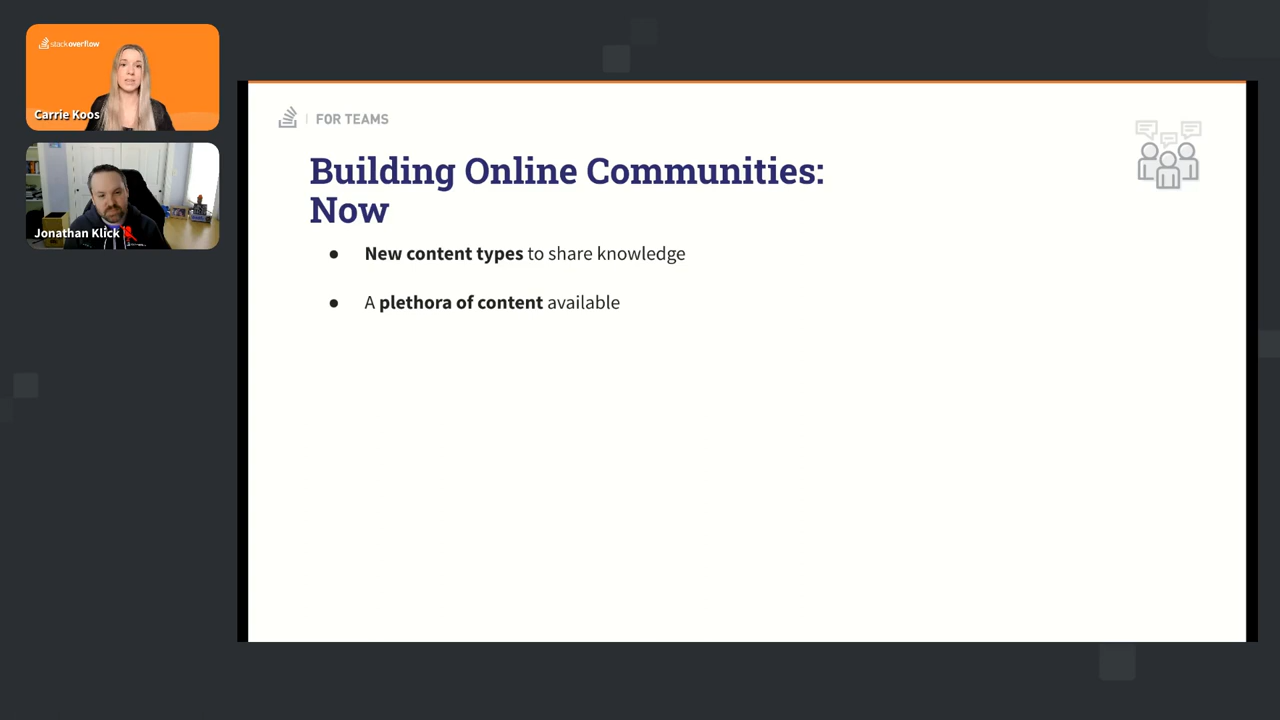 stackoverflow
Carrie Koos
Jonathan Klick
FOR TEAMS
Building Online Communities:
Now
● New content types to share knowledge
● A plethora of content available